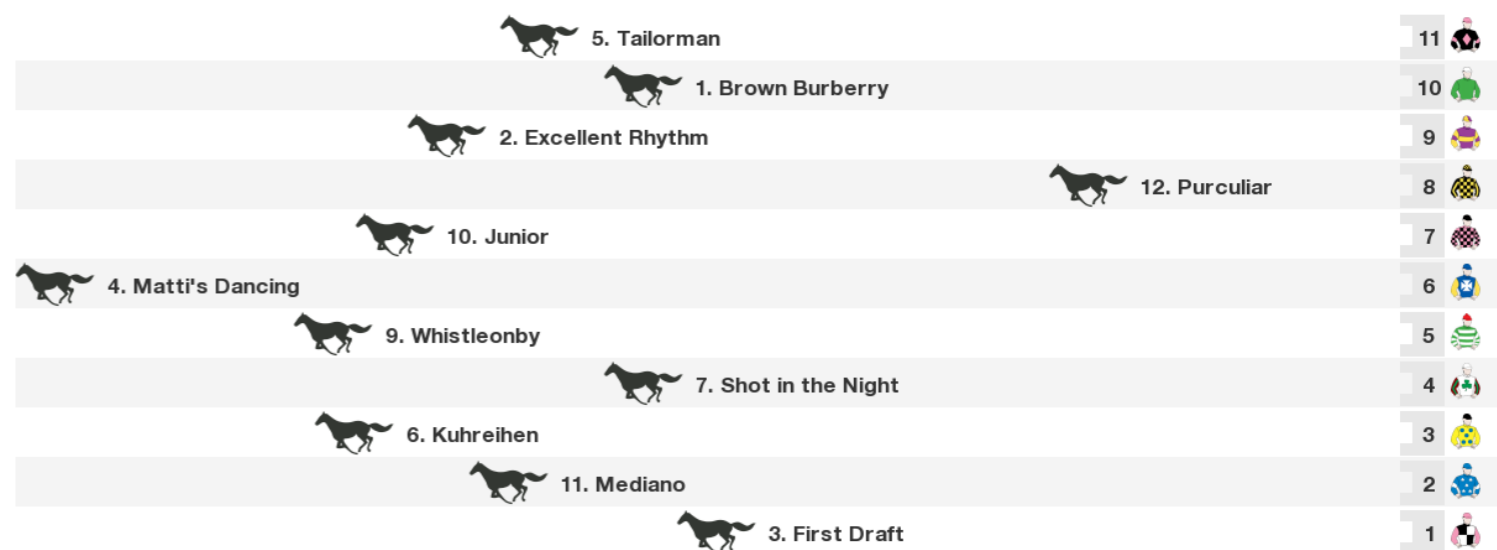 5. Tailorman 11
1. Brown Burberry 10
2. Excellent Rhythm 9
12. Purculiar 8
10. Junior 7
4. Matti's Dancing 6
9. Whistleonby 5
7. Shot in the Night 4
6. Kuhreihen 3
11. Mediano 2
3. First Draft 1